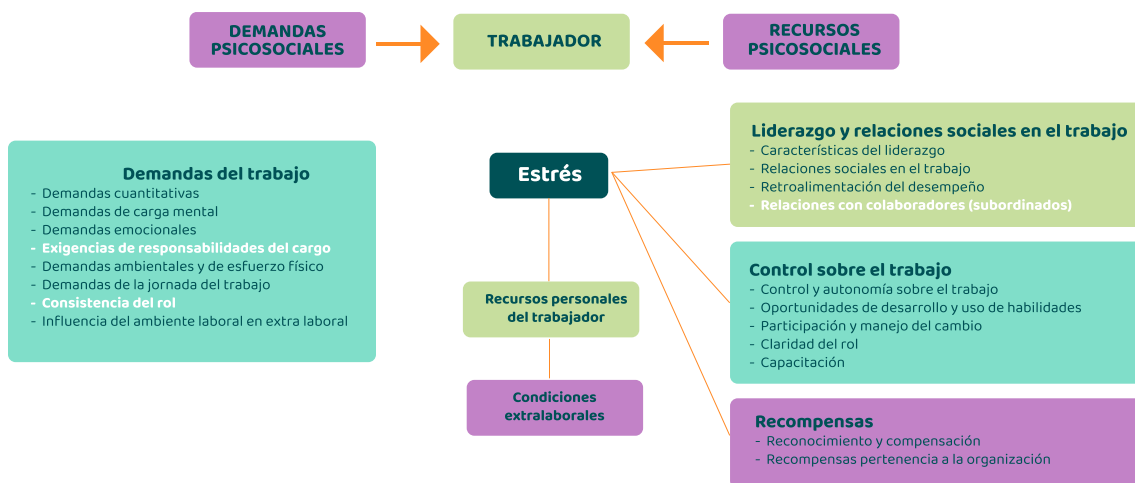 DEMANDAS
PSICOSOCIALES
TRABAJADOR
RECURSOS
PSICOSOCIALES
Demandas del trabajo
- Demandas cuantitativas
- Demandas de carga mental
- Demandas emocionales
- Exigencias de responsabilidades del cargo
- Demandas ambientales y de esfuerzo físico
- Demandas de la jornada del trabajo
- Consistencia del rol
- Influencia del ambiente laboral en extra laboral
Estrés
Recursos personales
del trabajador
Condiciones
extralaborales
Liderazgo y relaciones sociales en el trabajo
- Características del liderazgo
- Relaciones sociales en el trabajo
- Retroalimentación del desempeño
- Relaciones con colaboradores (subordinados)
Control sobre el trabajo
- Control y autonomía sobre el trabajo
- Oportunidades de desarrollo y uso de habilidades
- Participación y manejo del cambio
- Claridad del rol
- Capacitación
Recompensas
- Reconocimiento y compensación
- Recompensas pertenencia a la organización